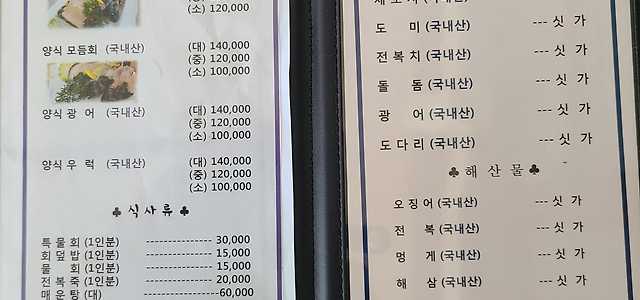 (소) 120,000
양식 모듬회 (국내산) (대) 140,000
(중) 120,000
(소) 100,000
양식 광 어 (국내산) (대) 140,000
(중) 120,000
(소) 100,000
양식 우 럭 (국내산) (대) 140,000
(중) 120,000
(소) 100,000
♣ 식 사 류 ♣
특 물 회 (1인분) ---------------- 30,000
회 덮 밥 (1인분) ---------------- 15,000
물 회 (1인분) ---------------- 15,000
전 복 죽 (1인분) ---------------- 20,000
매 운 탕 (대) ------------------60,000
도 미 (국내산) --- 싯 가
전 복 치 (국내산) --- 싯 가
돌 돔 (국내산) --- 싯 가
광 어 (국내산) --- 싯 가
도 다 리 (국내산) --- 싯 가
♣ 해 산 물 ♣
오 징 어 (국내산) --- 싯 가
전 복 (국내산) --- 싯 가
멍 게 (국내산) --- 싯 가
해 삼 (국내산) --- 싯 가